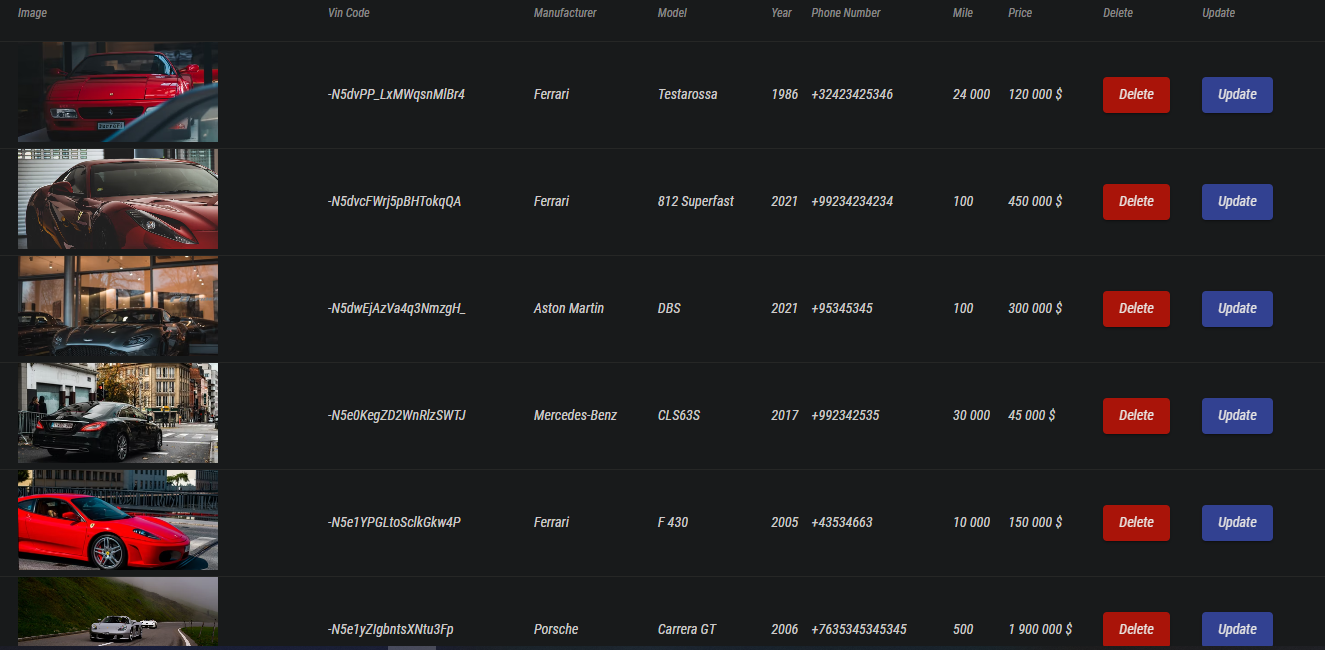 Image Vin Code Manufacturer Model Year Phone Number Mile Price Delete Update
-N5dvPP_LxMWqsnMlBr4 Ferrari Testarossa 1986 +32423425346 24 000 120 000 $ Delete Update
-N5dvcFWrj5pBHTokqQA Ferrari 812 Superfast 2021 +99234234234 100 450 000 $ Delete Update
-N5dwEjAzVa4q3NmzgH_ Aston Martin DBS 2021 +95345345 100 300 000 $ Delete Update
-N5e0KegZD2WnRlzSWTJ Mercedes-Benz CLS63S 2017 +992342535 30 000 45 000 $ Delete Update
-N5e1YPGLtoSclkGkw4P Ferrari F 430 2005 +43534663 10 000 150 000 $ Delete Update
-N5e1yZIgbntsXNtu3Fp Porsche Carrera GT 2006 +7635345345345 500 1 900 000 $ Delete Update